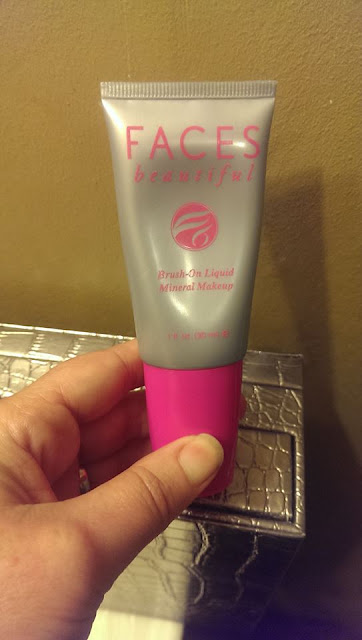 FACES
beautiful
Brush-On Liquid
Mineral Makeup